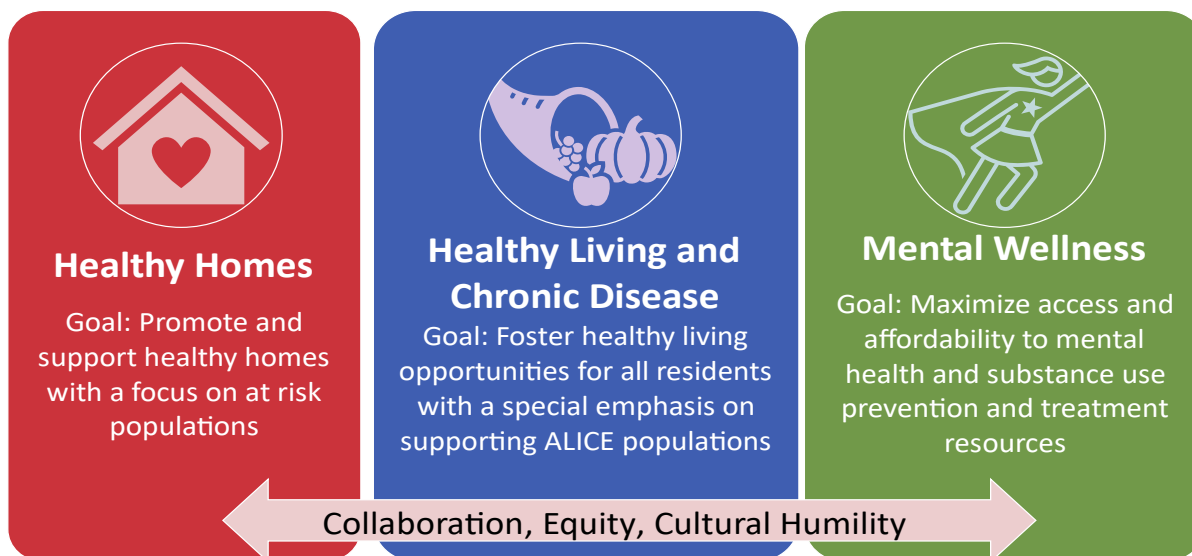 Healthy Homes
Goal: Promote and
support healthy homes
with a focus on at risk
populations
Healthy Living and
Chronic Disease
Goal: Foster healthy living
opportunities for all residents
with a special emphasis on
supporting ALICE populations
Mental Wellness
Goal: Maximize access and
affordability to mental
health and substance use
prevention and treatment
resources
Collaboration, Equity, Cultural Humility